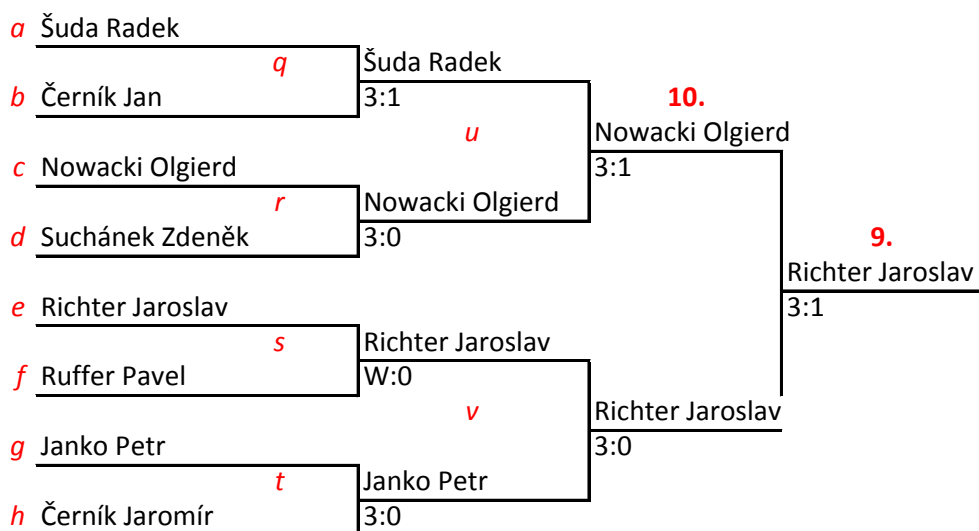 a Šuda Radek
q Šuda Radek
b Černík Jan
3:1
10.
u Nowacki Olgierd
c Nowacki Olgierd
3:1
r Nowacki Olgierd
d Suchánek Zdeněk
3:0
9.
Richter Jaroslav
e Richter Jaroslav
3:1
s Richter Jaroslav
f Ruffer Pavel
W:0
v Richter Jaroslav
g Janko Petr
3:0
t Janko Petr
h Černík Jaromír
3:0